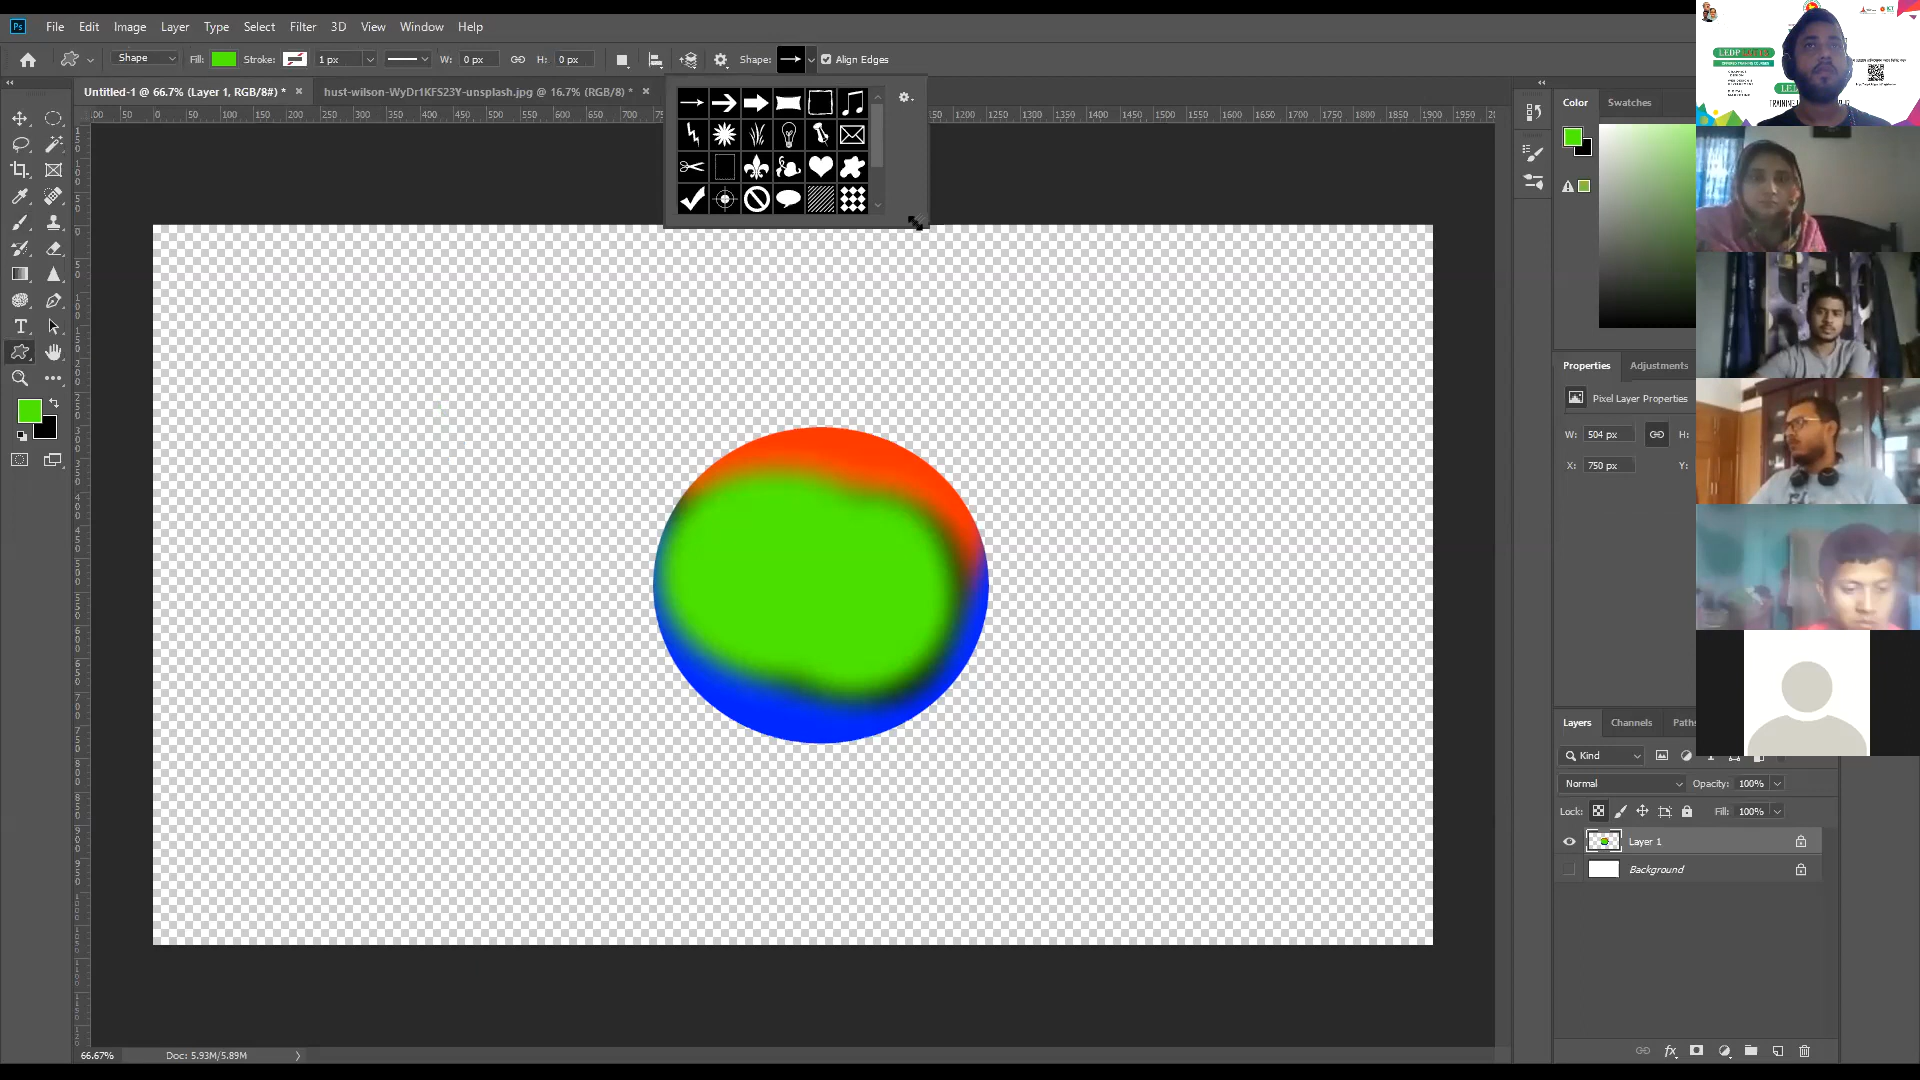 Ps File Edit Image Layer Type Select Filter 3D View Window Help
Shape Fill: Stroke: 1 px W: 0 px H: 0 px Shape: Align Edges
Untitled-1 @ 66.7% (Layer 1, RGB/8#) * × hust-wilson-WyDr1KFS23Y-unsplash.jpg @ 16.7% (RGB/8) * ×
Color Swatches
Properties Adjustments
Pixel Layer Properties
W: 504 px H:
X: 750 px Y:
Layers Channels Paths
Kind
Normal Opacity: 100%
Lock: Fill: 100%
Layer 1
Background
fx
66.67% Doc: 5.93M/5.89M